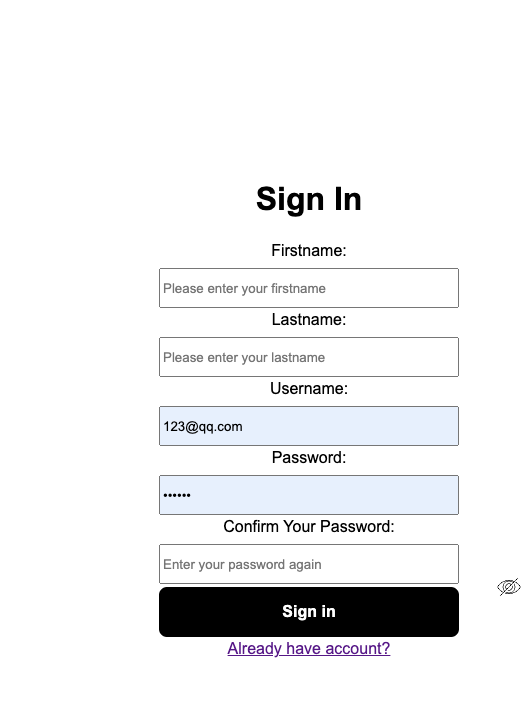 Sign In
Firstname:
Please enter your firstname
Lastname:
Please enter your lastname
Username:
123@qq.com
Password:
••••••
Confirm Your Password:
Enter your password again
Sign in
Already have account?